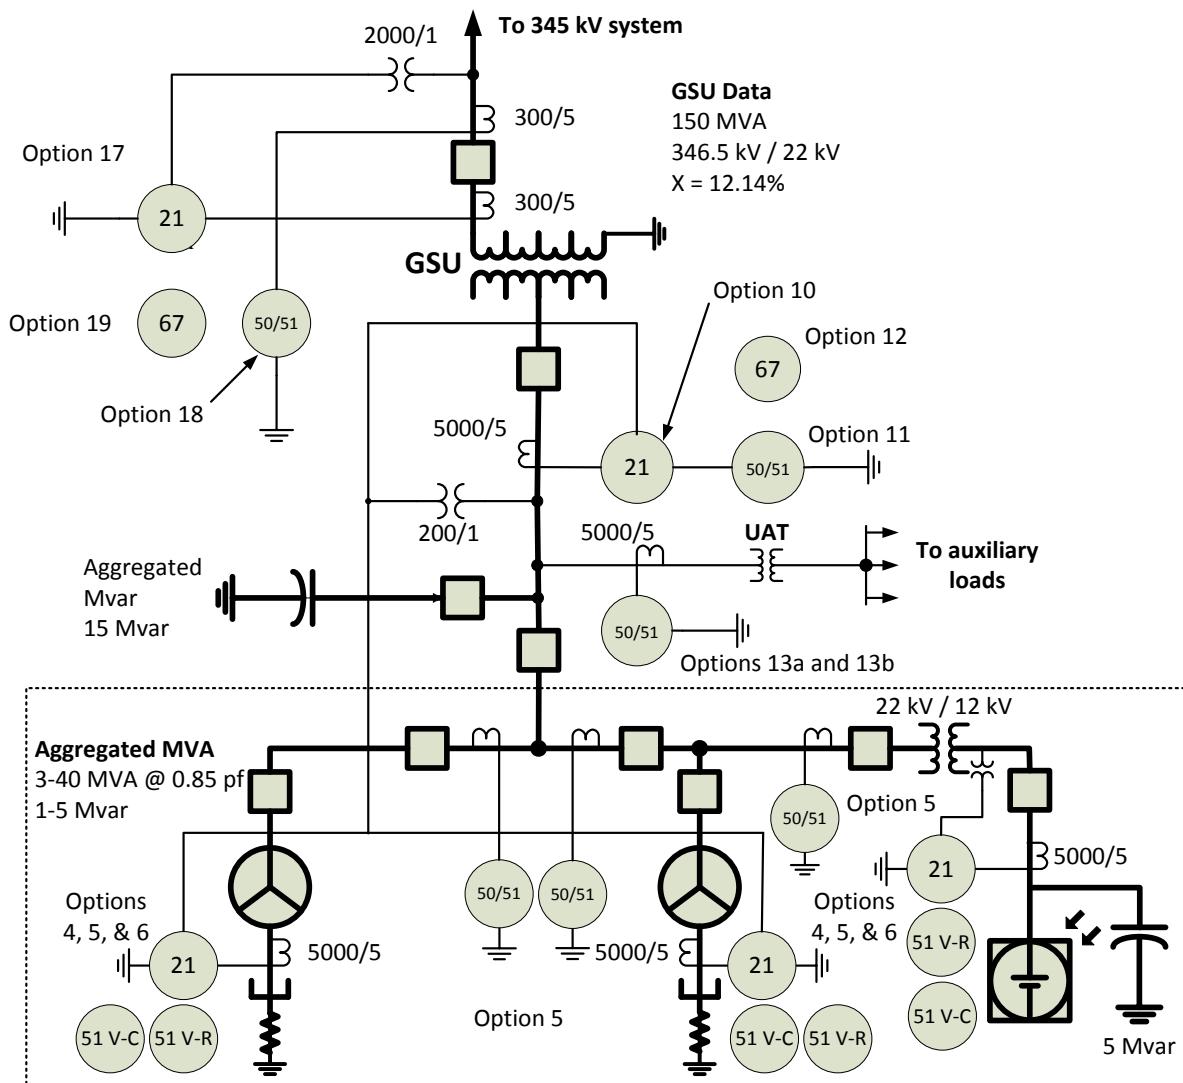 To 345 kV system
2000/1
GSU Data
150 MVA
346.5 kV / 22 kV
X = 12.14%
300/5
Option 17
21
300/5
GSU
Option 10
Option 19
67
50/51
Option 12
67
Option 18
5000/5
Option 11
21
50/51
200/1
5000/5
UAT
To auxiliary
loads
Aggregated
Mvar
15 Mvar
50/51
Options 13a and 13b
22 kV / 12 kV
Aggregated MVA
3-40 MVA @ 0.85 pf
1-5 Mvar
Option 5
50/51
21
5000/5
50/51
50/51
Options
4, 5, & 6
Options
4, 5, & 6
21
5000/5
5000/5
21
51 V-R
51 V-C
Option 5
51 V-C
51 V-R
51 V-C
51 V-R
5 Mvar